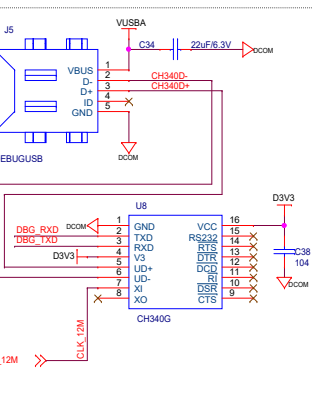 VUSBA
J5
C34
22uF/6.3V
DCOM
VBUS 1
D- 2 CH340D-
D+ 3 CH340D+
ID 4
GND 5
DCOM
EBUGUSB
U8
D3V3
DCOM 1 GND VCC 16
DBG_RXD 2 TXD RS232 15
DBG_TXD 3 RXD RTS 14
D3V3 4 V3 DTR 13
5 UD+ DCD 12
6 UD- RI 11
7 XI DSR 10
8 XO CTS 9
C38
104
DCOM
CH340G
CLK_12M
_12M